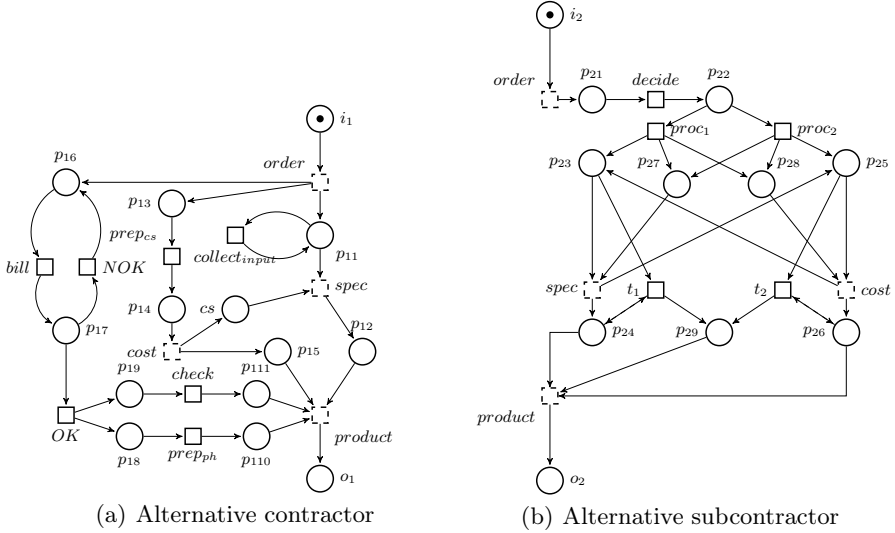 i1
order
p16
p13
prepcs
collectinput
p11
bill
NOK
spec
p14
cs
p17
p12
cost
p15
p19
check
p111
OK
product
p18
prepph
p110
o1
(a) Alternative contractor
i2
order
p21
decide
p22
proc1
proc2
p23
p27
p28
p25
spec
t1
t2
cost
p24
p29
p26
product
o2
(b) Alternative subcontractor